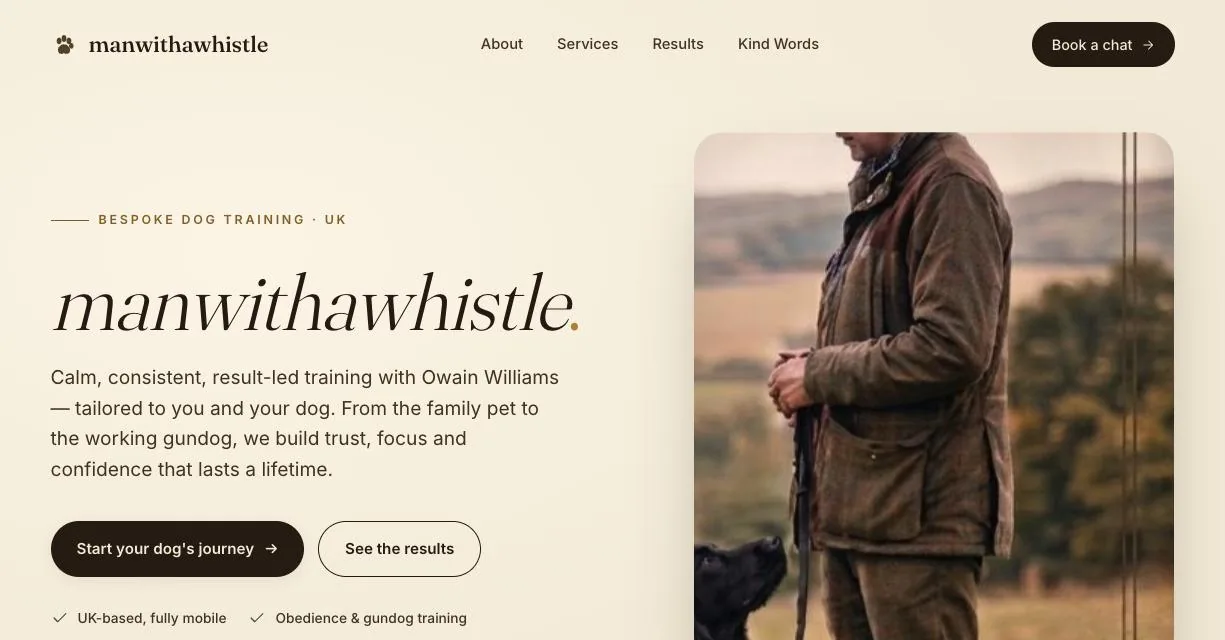 manwithawhistle
About
Services
Results
Kind Words
Book a chat →
BESPOKE DOG TRAINING · UK
manwithawhistle.
Calm, consistent, result-led training with Owain Williams
— tailored to you and your dog. From the family pet to
the working gundog, we build trust, focus and
confidence that lasts a lifetime.
Start your dog's journey →
See the results
UK-based, fully mobile
Obedience & gundog training